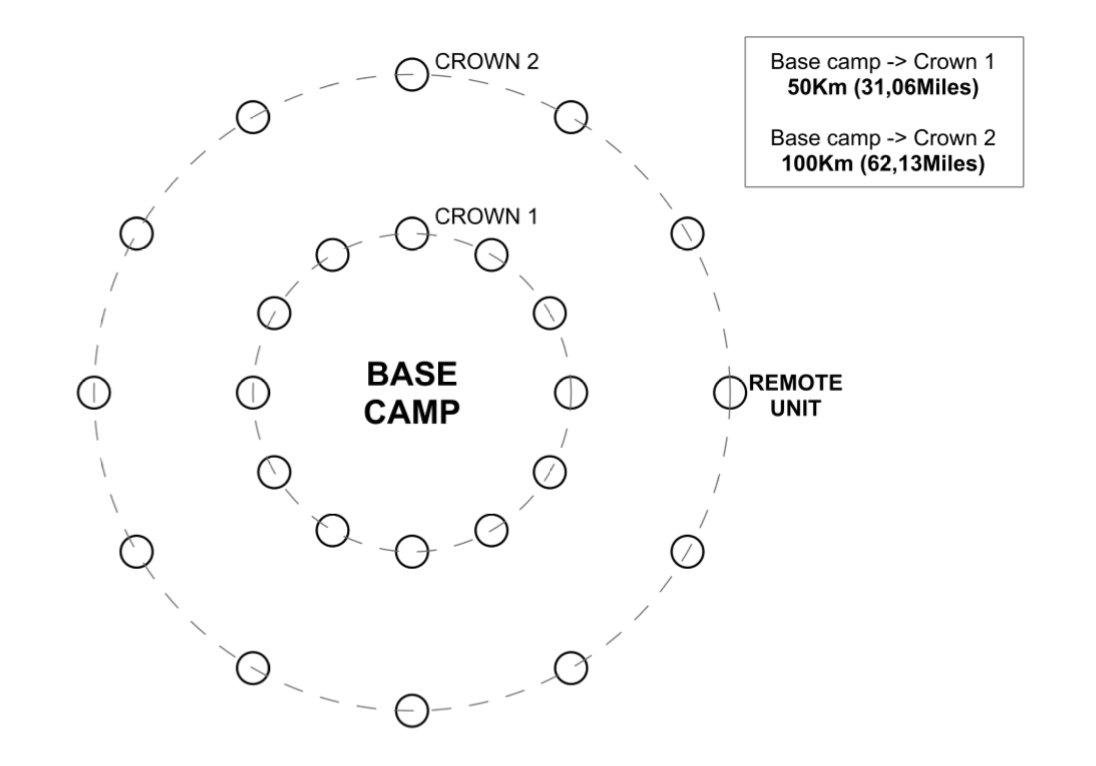 CROWN 2
Base camp -> Crown 1
50Km (31,06Miles)
Base camp -> Crown 2
100Km (62,13Miles)
CROWN 1
BASE
CAMP
REMOTE
UNIT